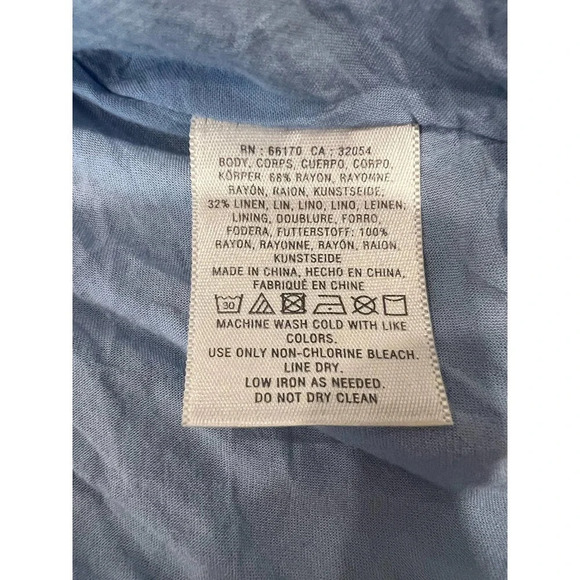 RN : 66170 CA : 32054
BODY, CORPS, CUERPO, CORPO,
KÖRPER: 68% RAYON, RAYONNE,
RAYÓN, RAION, KUNSTSEIDE,
32% LINEN, LIN, LINO, LINO, LEINEN.
LINING, DOUBLURE, FORRO,
FODERA, FUTTERSTOFF: 100%
RAYON, RAYONNE, RAYÓN, RAION,
KUNSTSEIDE
MADE IN CHINA, HECHO EN CHINA,
FABRIQUÉ EN CHINE
30
MACHINE WASH COLD WITH LIKE
COLORS.
USE ONLY NON-CHLORINE BLEACH.
LINE DRY.
LOW IRON AS NEEDED.
DO NOT DRY CLEAN